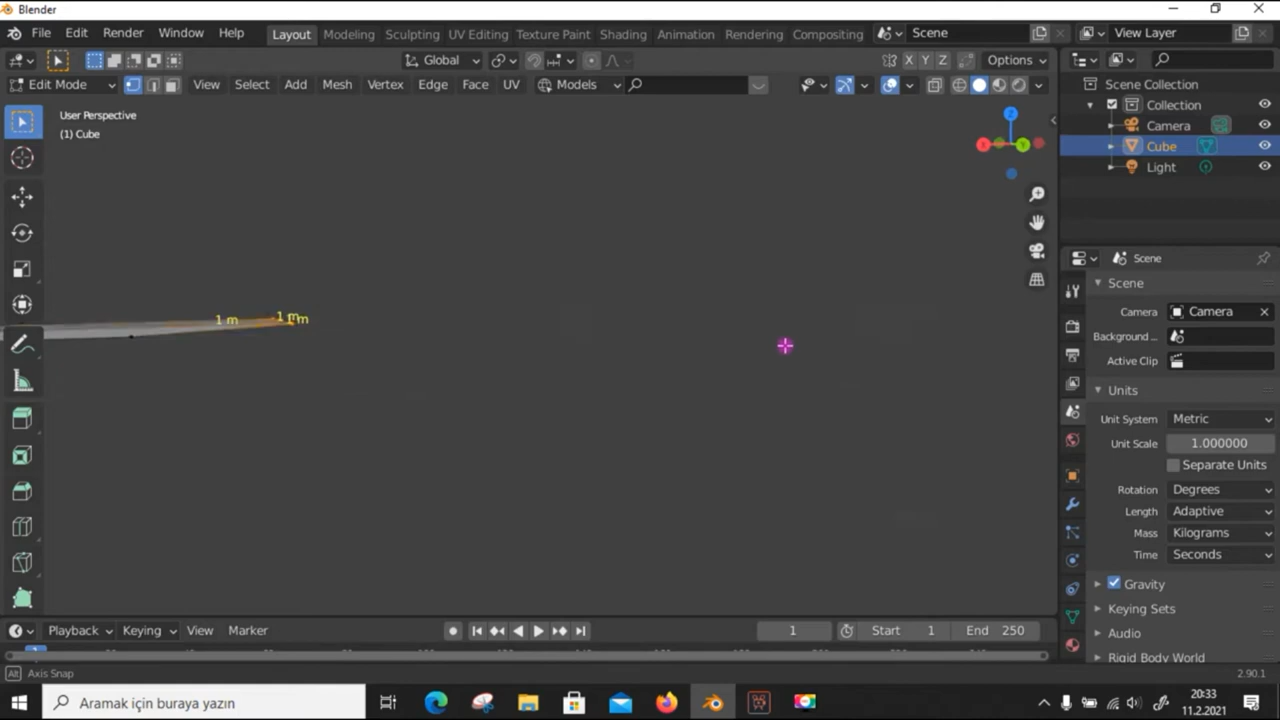 Blender
File Edit Render Window Help Layout Modeling Sculpting UV Editing Texture Paint Shading Animation Rendering Compositing Scene View Layer
Global X Y Z Options
Edit Mode View Select Add Mesh Vertex Edge Face UV Models
User Perspective
(1) Cube
Z
X Y
1 m 1 m 1 m
Scene Collection
Collection
Camera
Cube
Light
Scene
Scene
Camera Camera
Background ...
Active Clip
Units
Unit System Metric
Unit Scale 1.000000
Separate Units
Rotation Degrees
Length Adaptive
Mass Kilograms
Time Seconds
Gravity
Keying Sets
Audio
Rigid Body World
Playback Keying View Marker 1 Start 1 End 250
Alt Axis Snap 2.90.1
Aramak için buraya yazın
20:33
11.2.2021